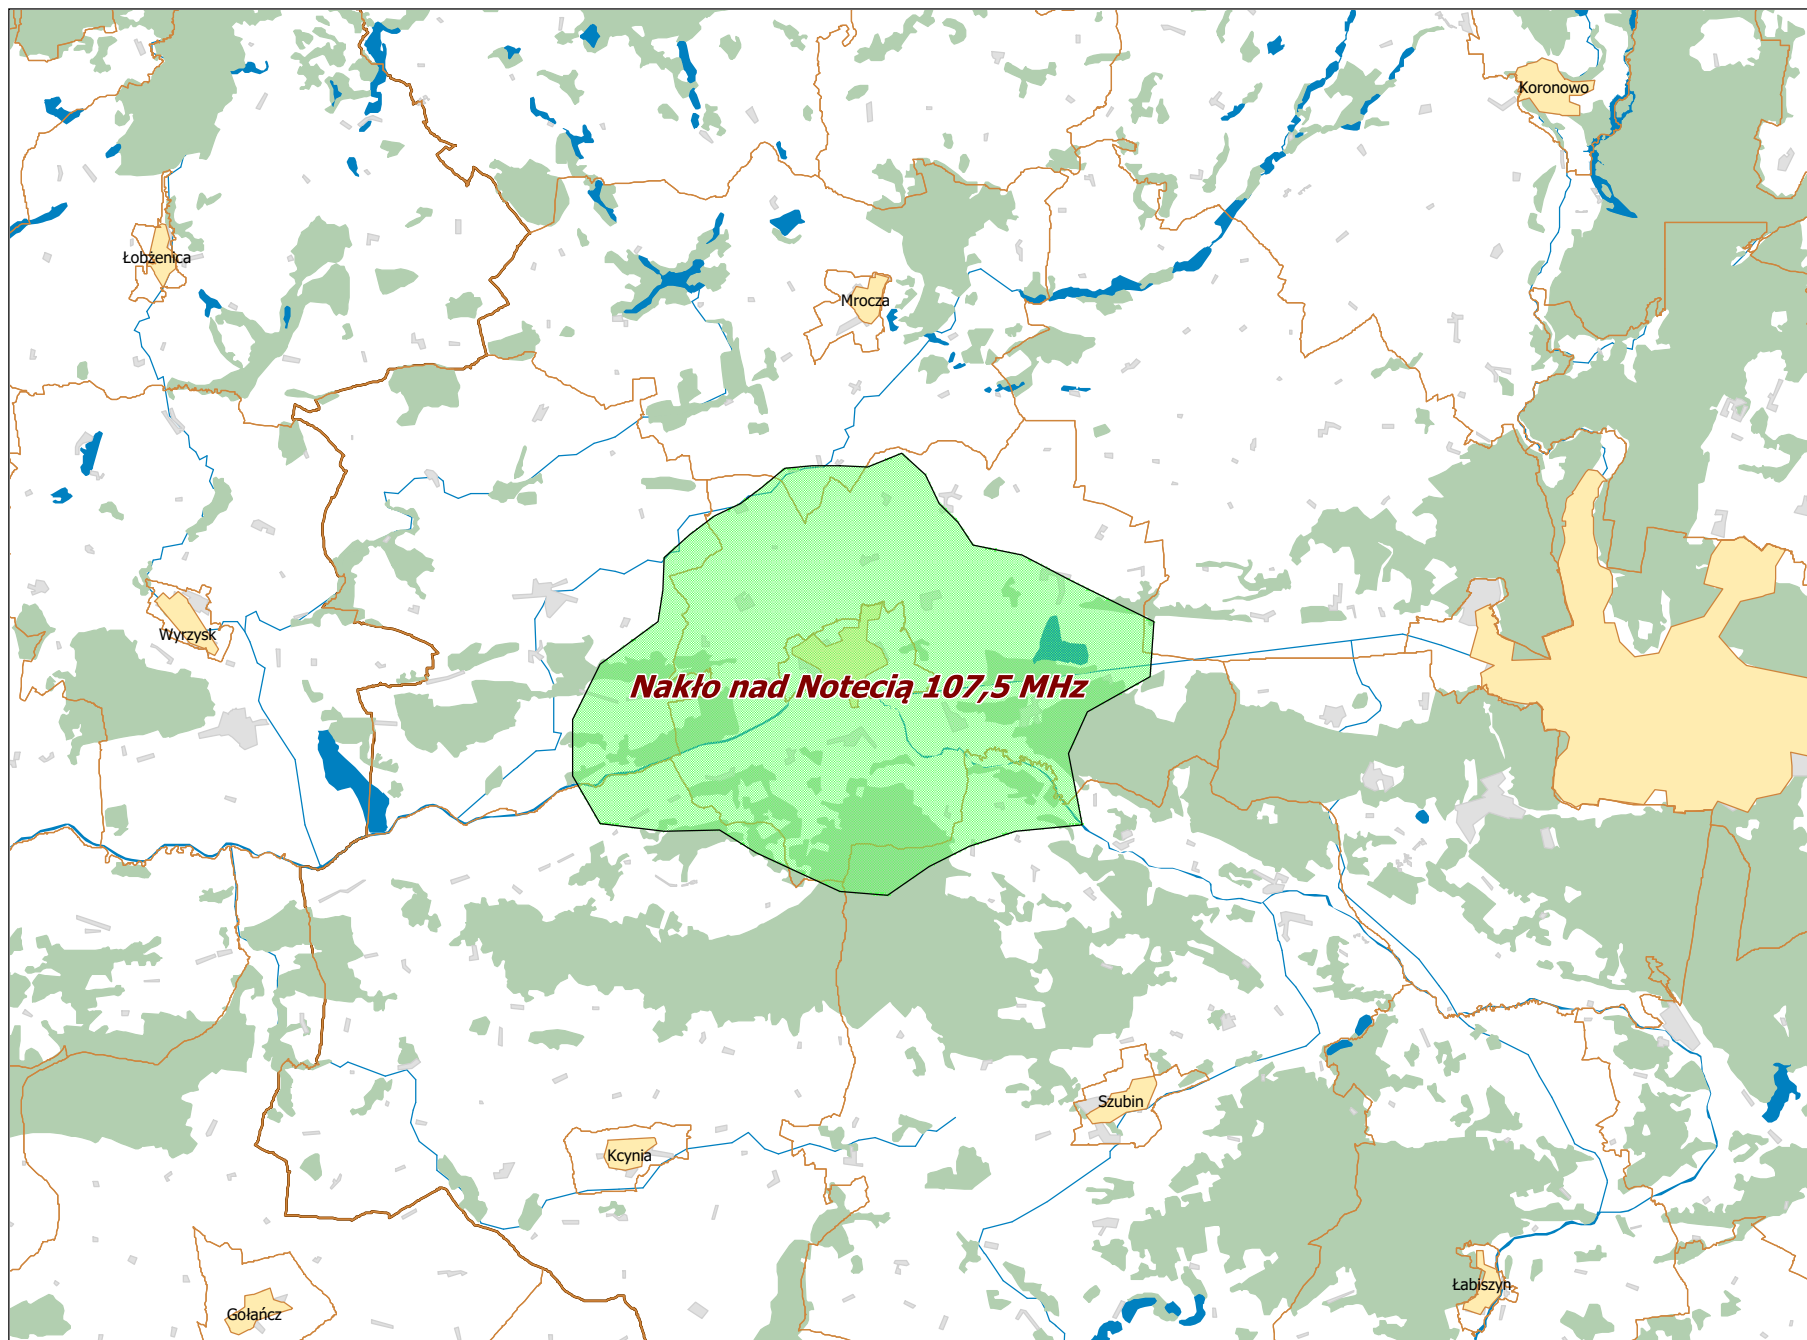 Koronowo
Łobżenica
Mrocza
Wyrzysk
Nakło nad Notecią 107,5 MHz
Szubin
Kcynia
Łabiszyn
Gołańcz